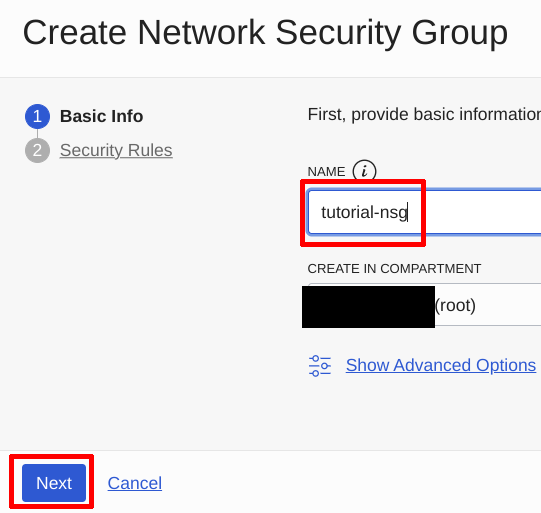 Create Network Security Group
1 Basic Info
2 Security Rules
First, provide basic information
NAME i
tutorial-nsg
CREATE IN COMPARTMENT
(root)
Show Advanced Options
Next Cancel